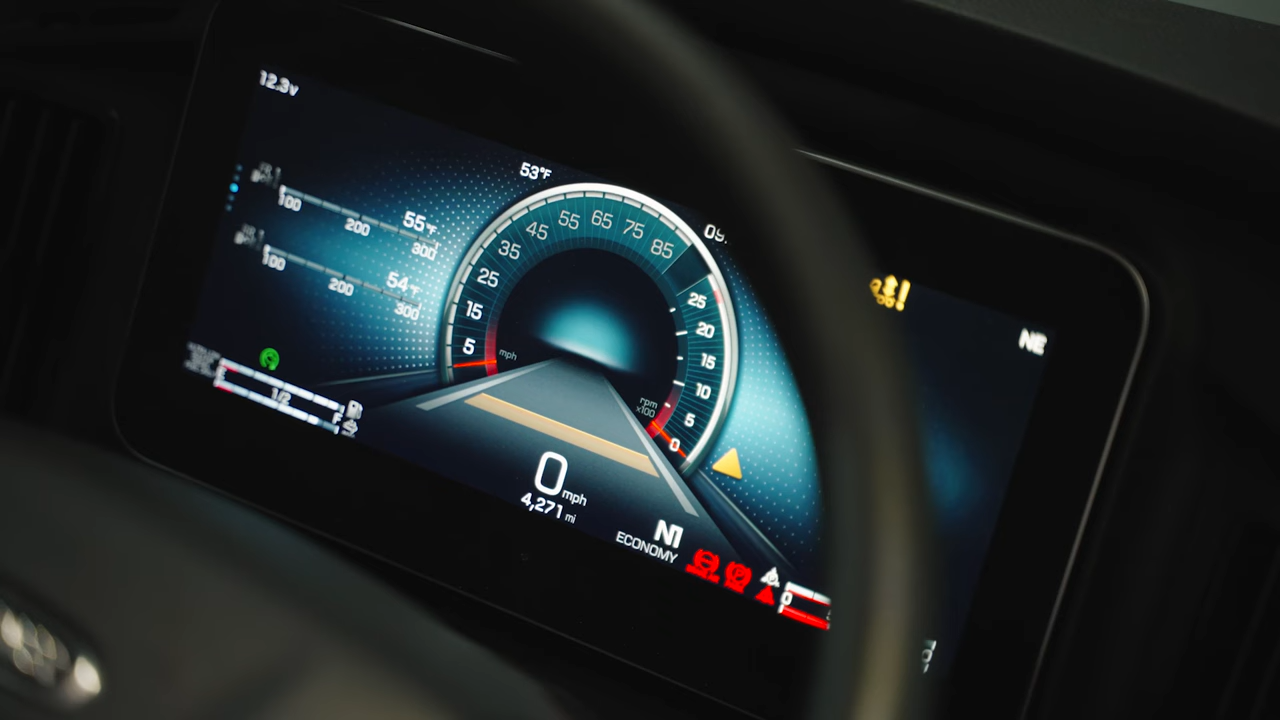 12.3v
53°F
09:
55°F
100 200 300
54°F
100 200 300
5 15 25 35 45 55 65 75 85
mph
25
20
15
10
5
0
rpm
x100
NE
1/2
F
0 mph
4,271 mi
N1
ECONOMY
0